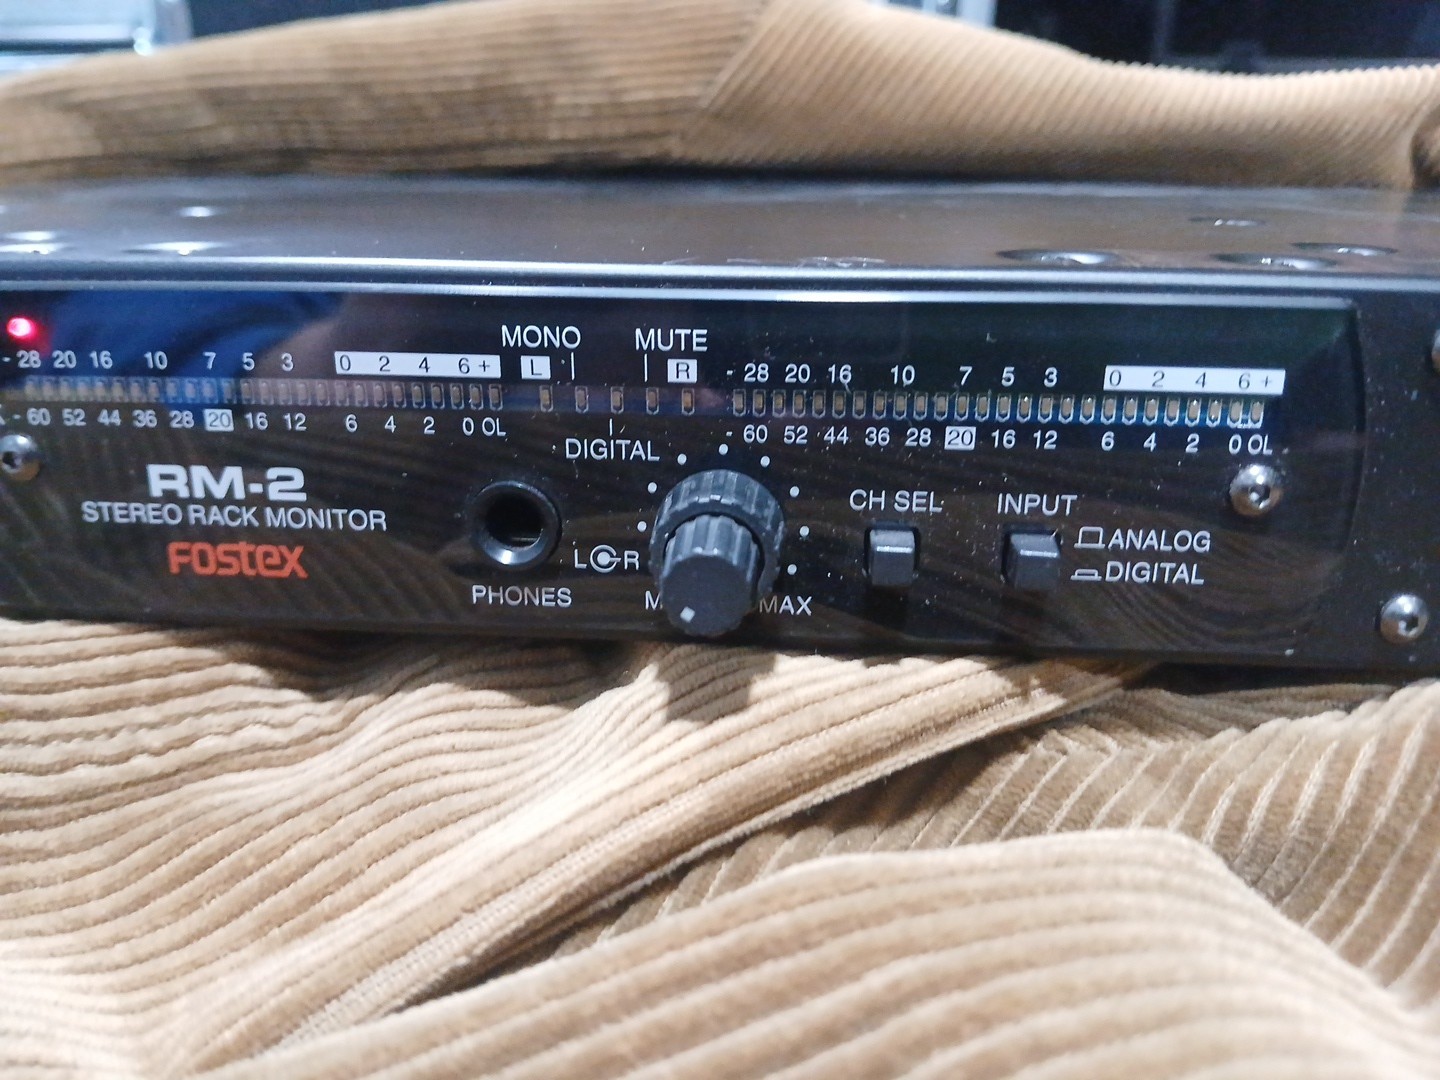 MONO MUTE
- 28 20 16 10 7 5 3 0 2 4 6 + L R - 28 20 16 10 7 5 3 0 2 4 6 +
- 60 52 44 36 28 20 16 12 6 4 2 0 OL - 60 52 44 36 28 20 16 12 6 4 2 0 OL
DIGITAL
RM-2
STEREO RACK MONITOR
FOSTEX
PHONES
L R
MAX
CH SEL
INPUT
ANALOG
DIGITAL